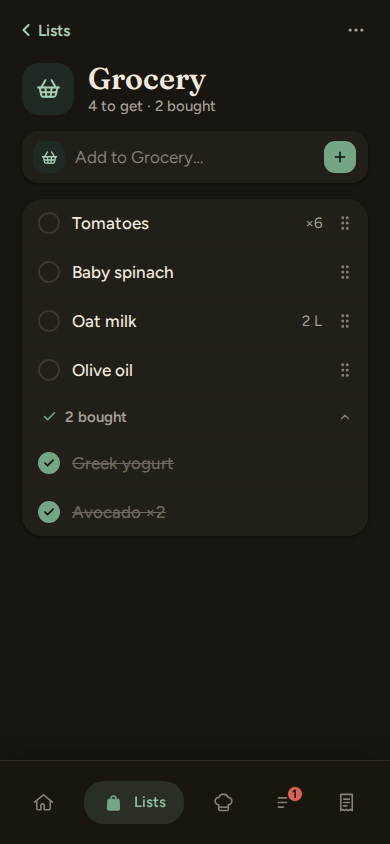 Lists
Grocery
4 to get · 2 bought
Add to Grocery...
Tomatoes ×6
Baby spinach
Oat milk 2 L
Olive oil
2 bought
Greek yogurt
Avocado ×2
Lists
1